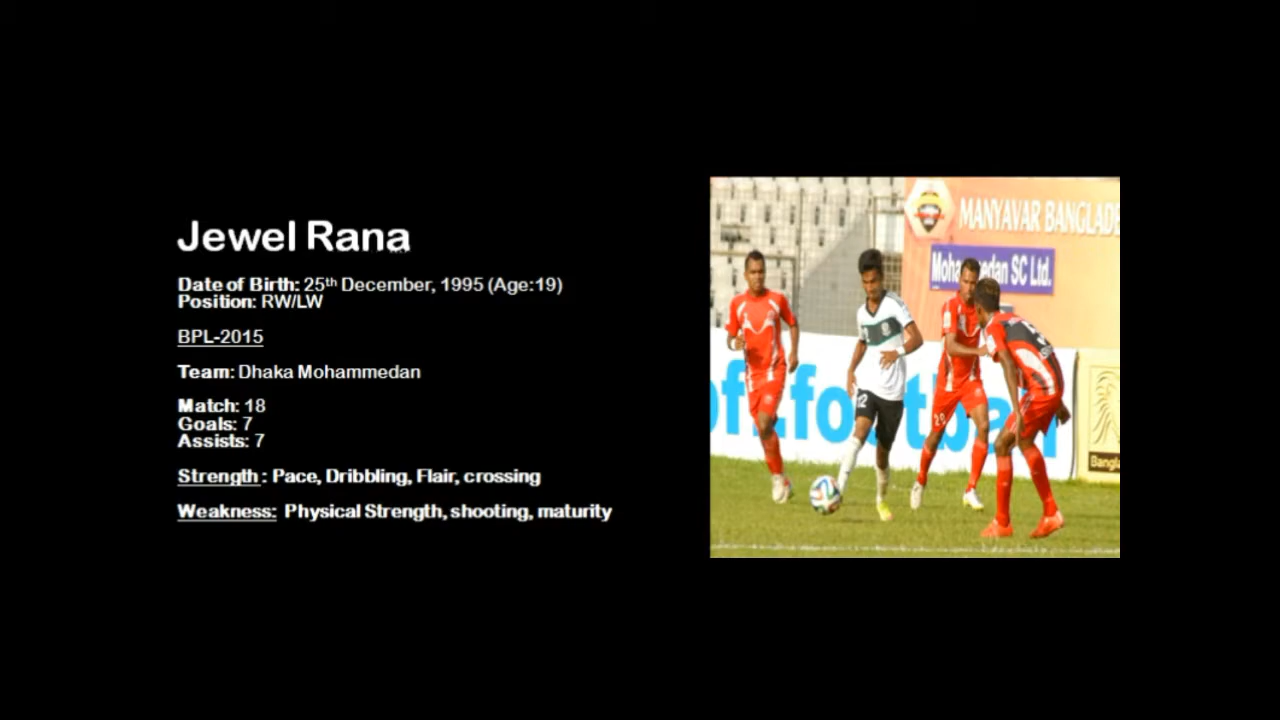 Jewel Rana
Date of Birth: 25th December, 1995 (Age:19)
Position: RW/LW
BPL-2015
Team: Dhaka Mohammedan
Match: 18
Goals: 7
Assists: 7
Strength : Pace, Dribbling, Flair, crossing
Weakness: Physical Strength, shooting, maturity
MANYAVAR BANGLADE
Mohammedan SC Ltd.
12
29